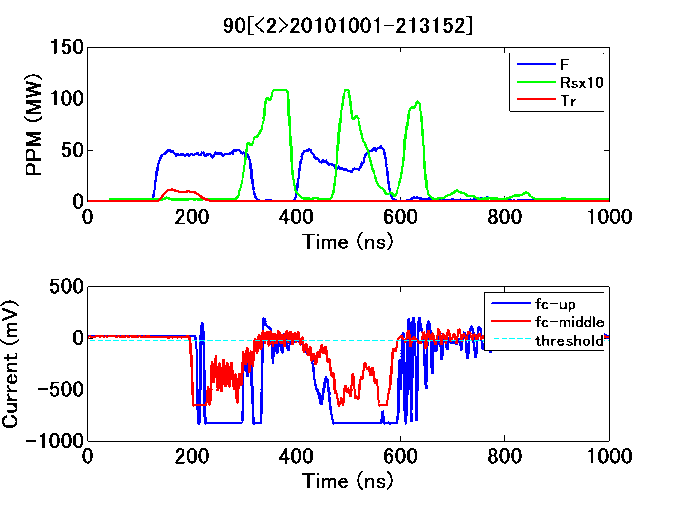 90[<2>20101001-213152]
150
100
50
0
PPM (MW)
F
Rsx10
Tr
0 200 400 600 800 1000
Time (ns)
500
0
-500
-1000
Current (mV)
fc-up
fc-middle
threshold
0 200 400 600 800 1000
Time (ns)